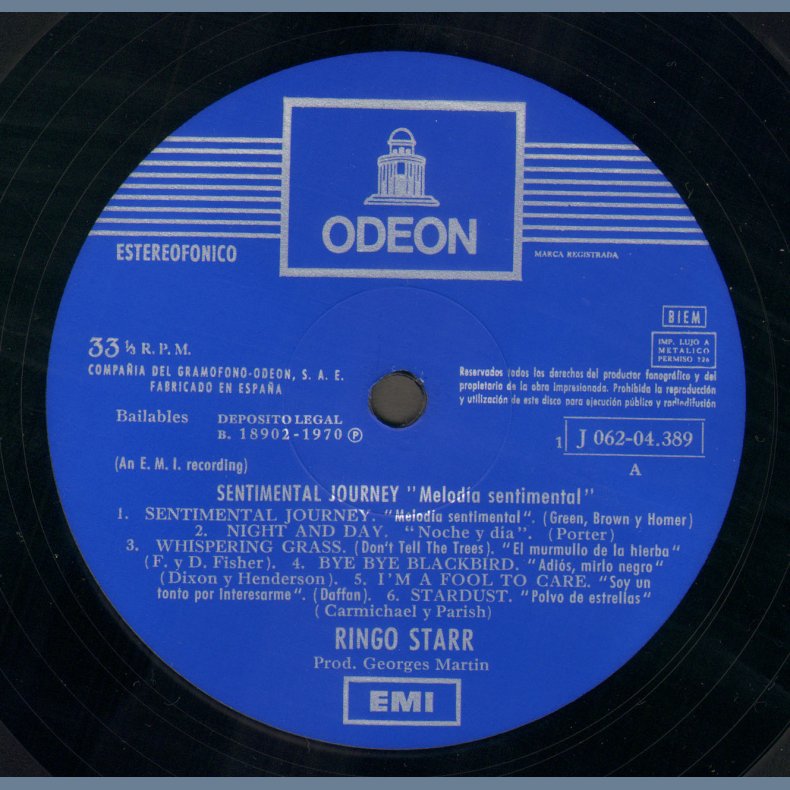 ODEON
ESTEREOFONICO
MARCA REGISTRADA
BIEM
IMP. LUJO A
METALICO
PERMISO 526
33 ⅓ R. P. M.
COMPAÑIA DEL GRAMOFONO-ODEON, S. A. E.
FABRICADO EN ESPAÑA
Reservados todos los derechos del productor fonográfico y del
propietario de la obra impresionada. Prohibida la reproducción
y utilización de este disco para ejecución público y radiodifusión
Bailables
DEPOSITO LEGAL
B. 18902-1970 Ⓟ
1 J 062-04.389
A
(An E. M. I. recording)
SENTIMENTAL JOURNEY "Melodía sentimental"
1. SENTIMENTAL JOURNEY. "Melodía sentimental". (Green, Brown y Homer)
2. NIGHT AND DAY. "Noche y día". (Porter)
3. WHISPERING GRASS. (Don't Tell The Trees). "El murmullo de la hierba"
(F. y D. Fisher). 4. BYE BYE BLACKBIRD. "Adiós, mirlo negro"
(Dixon y Henderson). 5. I'M A FOOL TO CARE. "Soy un
tonto por Interesarme". (Daffan). 6. STARDUST. "Polvo de estrellas"
(Carmichael y Parish)
RINGO STARR
Prod. Georges Martin
EMI